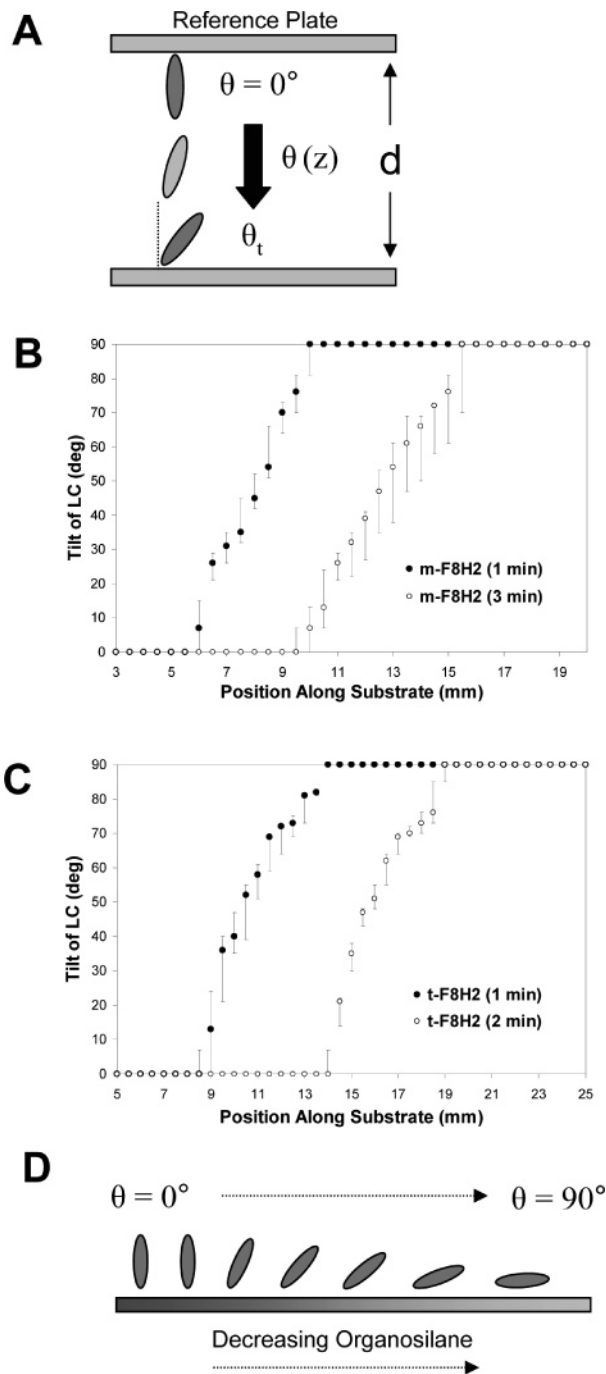 A
Reference Plate
θ = 0°
θ (z)
d
θt
B
90
80
70
60
50
40
30
20
10
0
Tilt of LC (deg)
m-F8H2 (1 min)
m-F8H2 (3 min)
3 5 7 9 11 13 15 17 19
Position Along Substrate (mm)
C
90
80
70
60
50
40
30
20
10
0
Tilt of LC (deg)
t-F8H2 (1 min)
t-F8H2 (2 min)
5 7 9 11 13 15 17 19 21 23 25
Position Along Substrate (mm)
D
θ = 0° θ = 90°
Decreasing Organosilane